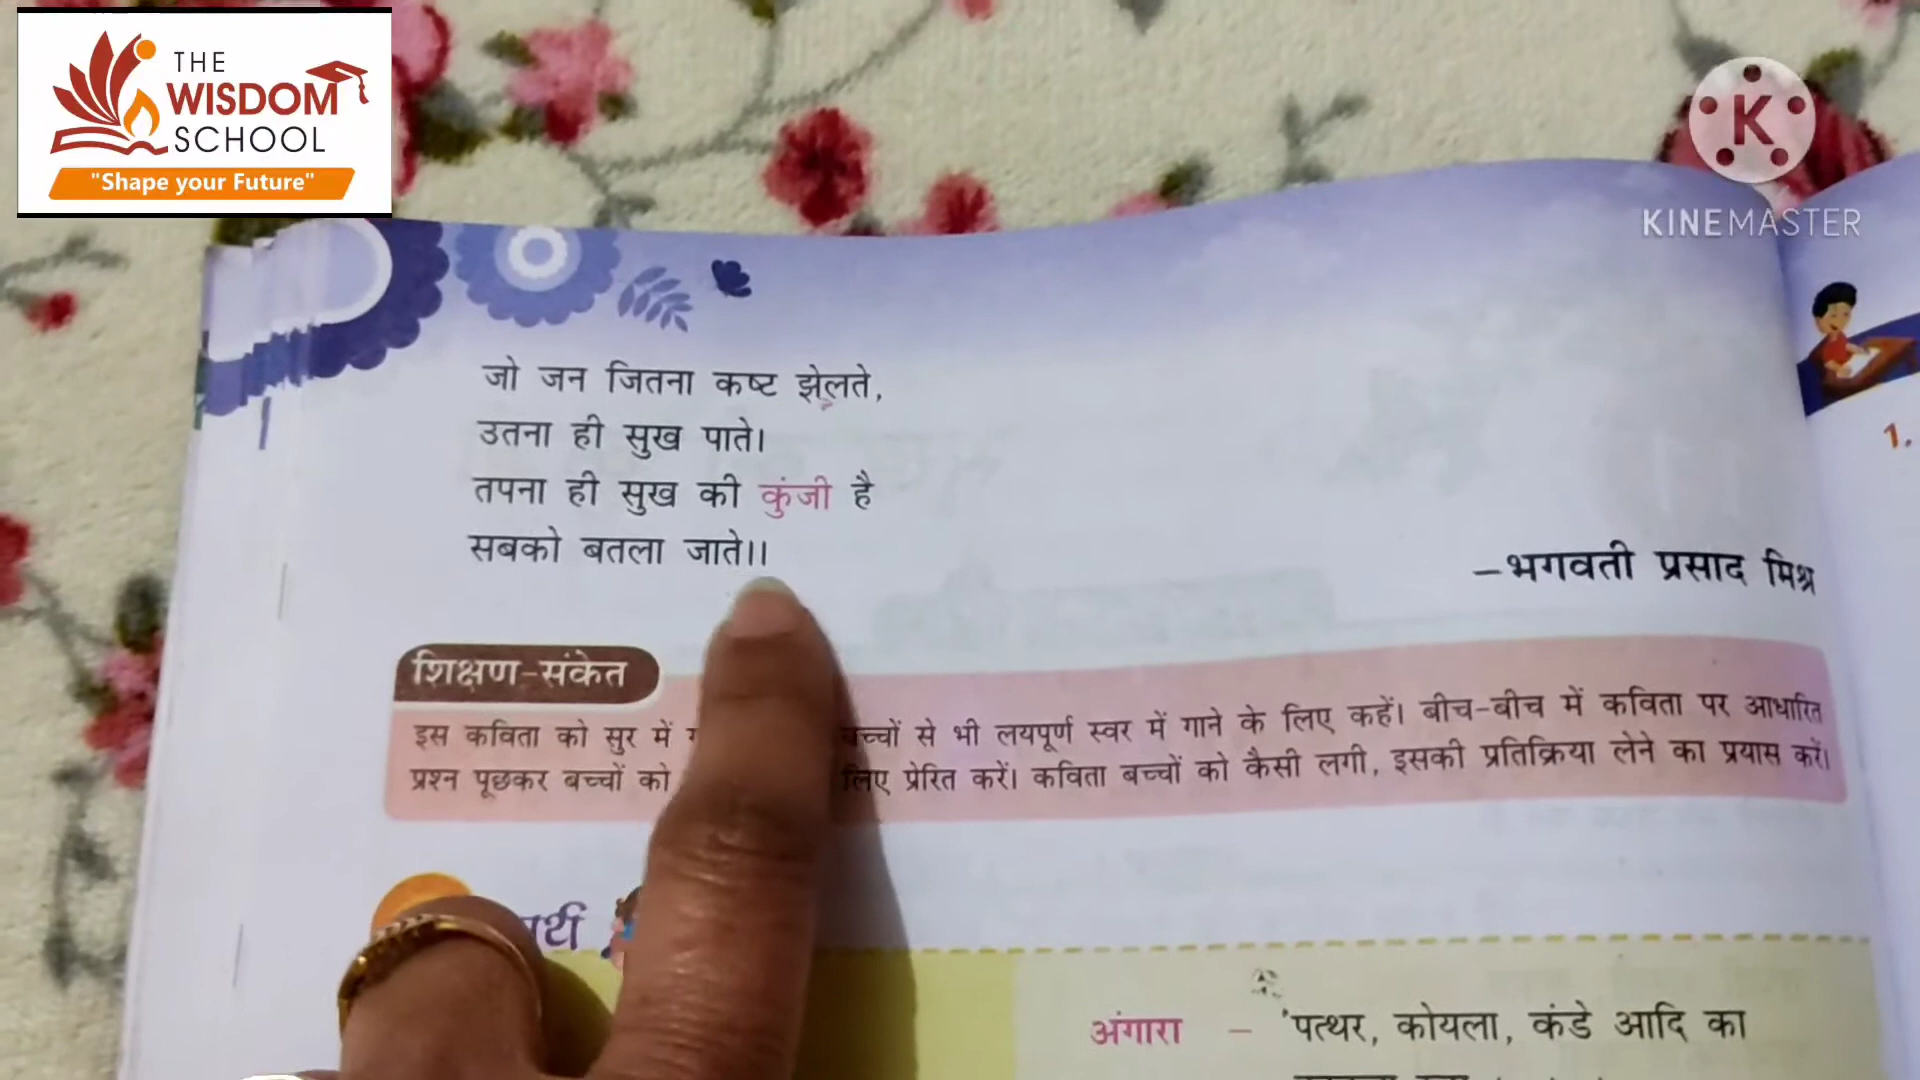 THE
WISDOM
SCHOOL
"Shape your Future"
K
KINEMASTER
जो जन जितना कष्ट झेलते,
उतना ही सुख पाते।
तपना ही सुख की कुंजी है
सबको बतला जाते।।
–भगवती प्रसाद मिश्र
शिक्षण-संकेत
इस कविता को सुर में बच्चों से भी लयपूर्ण स्वर में गाने के लिए कहें। बीच-बीच में कविता पर आधारित
प्रश्न पूछकर बच्चों को लिए प्रेरित करें। कविता बच्चों को कैसी लगी, इसकी प्रतिक्रिया लेने का प्रयास करें।
अंगारा – पत्थर, कोयला, कंडे आदि का
1.